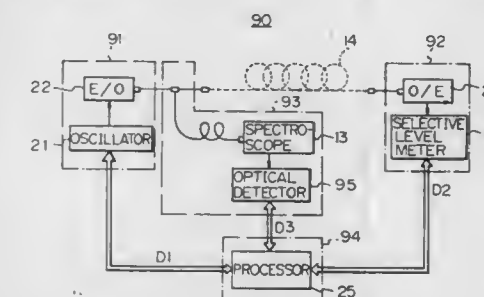 90
91
14
92
22
E/O
O/E
93
21
OSCILLATOR
SPECTRO-
SCOPE
13
SELECTIVE
LEVEL
METER
OPTICAL
DETECTOR
95
D2
D3
94
D1
PROCESSOR
25